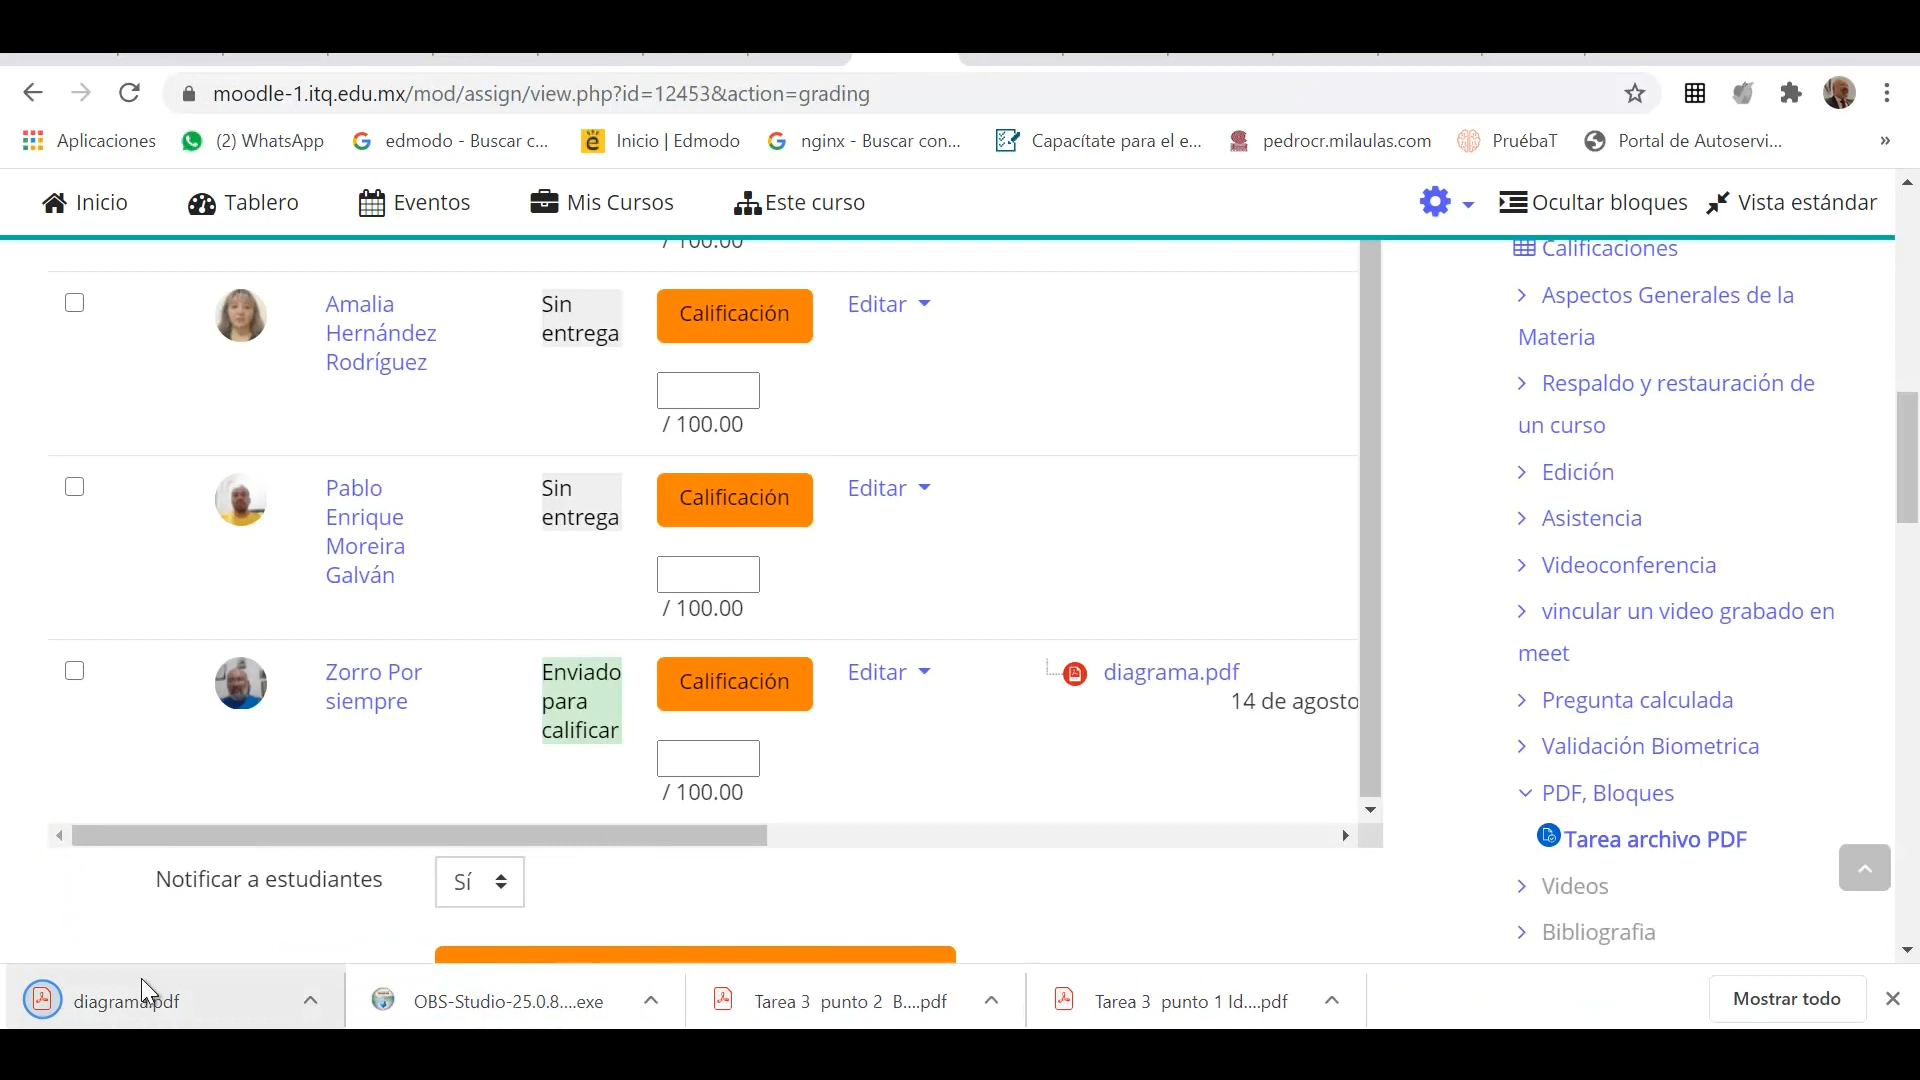 moodle-1.itq.edu.mx/mod/assign/view.php?id=12453&action=grading
Aplicaciones (2) WhatsApp edmodo - Buscar c... Inicio | Edmodo nginx - Buscar con... Capacítate para el e... pedrocr.milaulas.com PruébaT Portal de Autoservi... »
Inicio Tablero Eventos Mis Cursos Este curso Ocultar bloques Vista estándar
/ 100.00
Amalia
Hernández
Rodríguez
Sin
entrega
Calificación
Editar
/ 100.00
Pablo
Enrique
Moreira
Galván
Sin
entrega
Calificación
Editar
/ 100.00
Zorro Por
siempre
Enviado
para
calificar
Calificación
Editar
diagrama.pdf
14 de agosto
/ 100.00
Notificar a estudiantes Sí
Calificaciones
Aspectos Generales de la
Materia
Respaldo y restauración de
un curso
Edición
Asistencia
Videoconferencia
vincular un video grabado en
meet
Pregunta calculada
Validación Biometrica
PDF, Bloques
Tarea archivo PDF
Videos
Bibliografia
diagrama.pdf OBS-Studio-25.0.8....exe Tarea 3 punto 2 B....pdf Tarea 3 punto 1 Id....pdf Mostrar todo